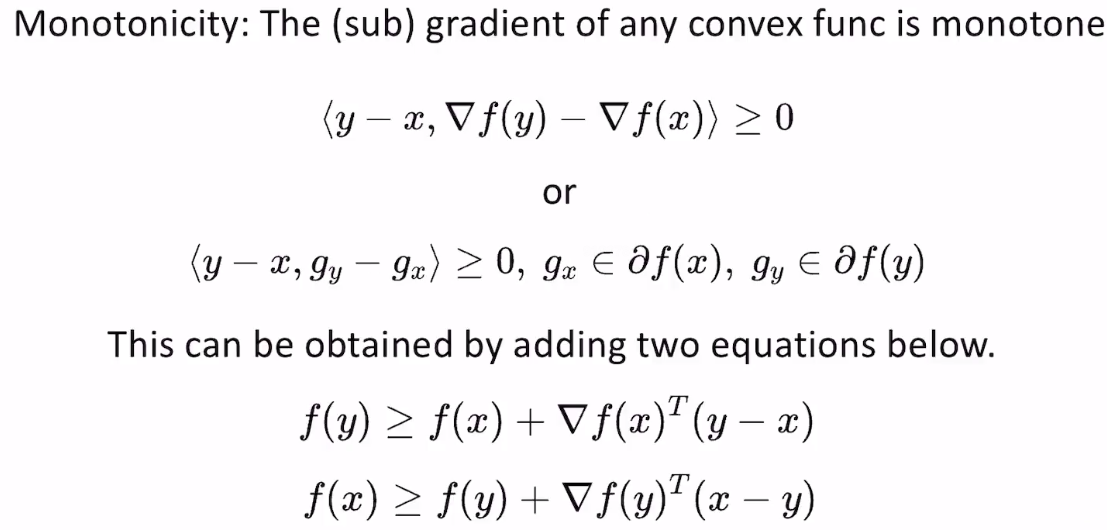 Monotonicity: The (sub) gradient of any convex func is monotone
⟨y − x, ∇f(y) − ∇f(x)⟩ ≥ 0
or
⟨y − x, g_y − g_x⟩ ≥ 0, g_x ∈ ∂f(x), g_y ∈ ∂f(y)
This can be obtained by adding two equations below.
f(y) ≥ f(x) + ∇f(x)^T(y − x)
f(x) ≥ f(y) + ∇f(y)^T(x − y)